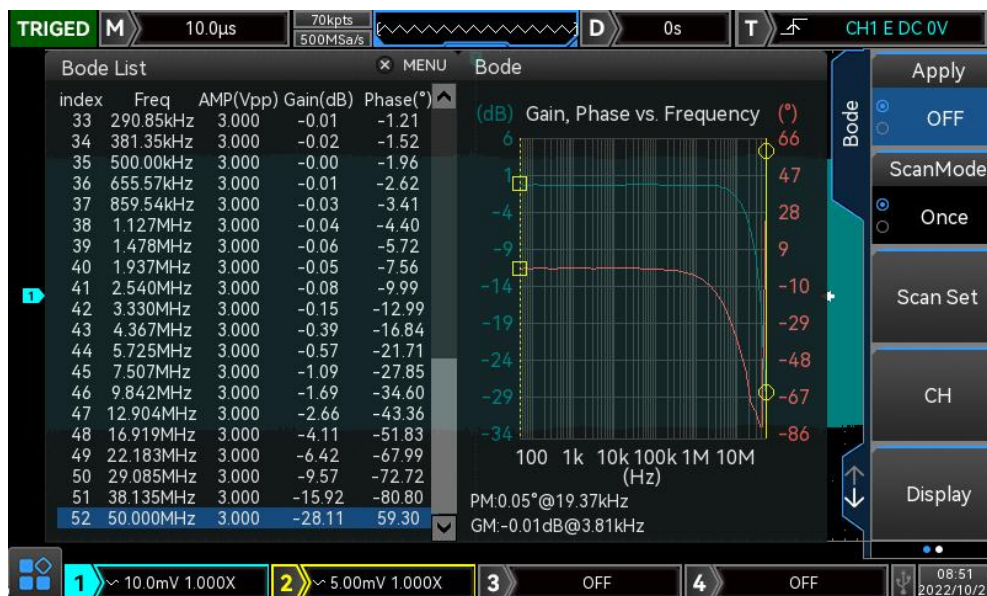 TRIGED M 10.0µs 70kpts 500MSa/s D 0s T CH1 E DC 0V
Bode List MENU
index Freq AMP(Vpp) Gain(dB) Phase(°)
33 290.85kHz 3.000 -0.01 -1.21
34 381.35kHz 3.000 -0.02 -1.52
35 500.00kHz 3.000 -0.00 -1.96
36 655.57kHz 3.000 -0.01 -2.62
37 859.54kHz 3.000 -0.03 -3.41
38 1.127MHz 3.000 -0.04 -4.40
39 1.478MHz 3.000 -0.06 -5.72
40 1.937MHz 3.000 -0.05 -7.56
41 2.540MHz 3.000 -0.08 -9.99
42 3.330MHz 3.000 -0.15 -12.99
43 4.367MHz 3.000 -0.39 -16.84
44 5.725MHz 3.000 -0.57 -21.71
45 7.507MHz 3.000 -1.09 -27.85
46 9.842MHz 3.000 -1.69 -34.60
47 12.904MHz 3.000 -2.66 -43.36
48 16.919MHz 3.000 -4.11 -51.83
49 22.183MHz 3.000 -6.42 -67.99
50 29.085MHz 3.000 -9.57 -72.72
51 38.135MHz 3.000 -15.92 -80.80
52 50.000MHz 3.000 -28.11 59.30
Bode
(dB) Gain, Phase vs. Frequency (°)
6 66
1 47
-4 28
-9 9
-14 -10
-19 -29
-24 -48
-29 -67
-34 -86
100 1k 10k 100k 1M 10M
(Hz)
PM:0.05°@19.37kHz
GM:-0.01dB@3.81kHz
Bode
Apply
OFF
ScanMode
Once
Scan Set
CH
Display
1
1 10.0mV 1.000X 2 5.00mV 1.000X 3 OFF 4 OFF
08:51
2022/10/2